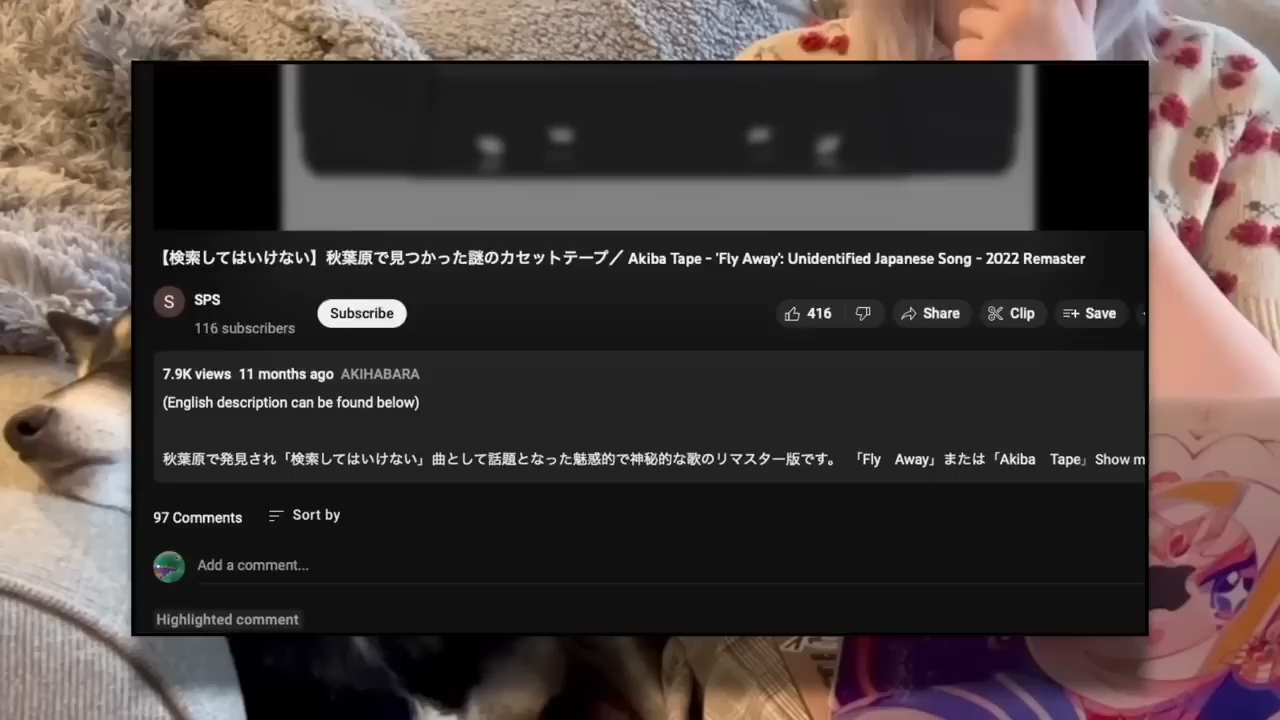 【検索してはいけない】秋葉原で見つかった謎のカセットテープ／ Akiba Tape - 'Fly Away': Unidentified Japanese Song - 2022 Remaster
S
SPS
116 subscribers
Subscribe
416
Share
Clip
Save
7.9K views 11 months ago AKIHABARA
(English description can be found below)
秋葉原で発見され「検索してはいけない」曲として話題となった魅惑的で神秘的な歌のリマスター版です。 「Fly Away」または「Akiba Tape」Show m
97 Comments
Sort by
Add a comment...
Highlighted comment